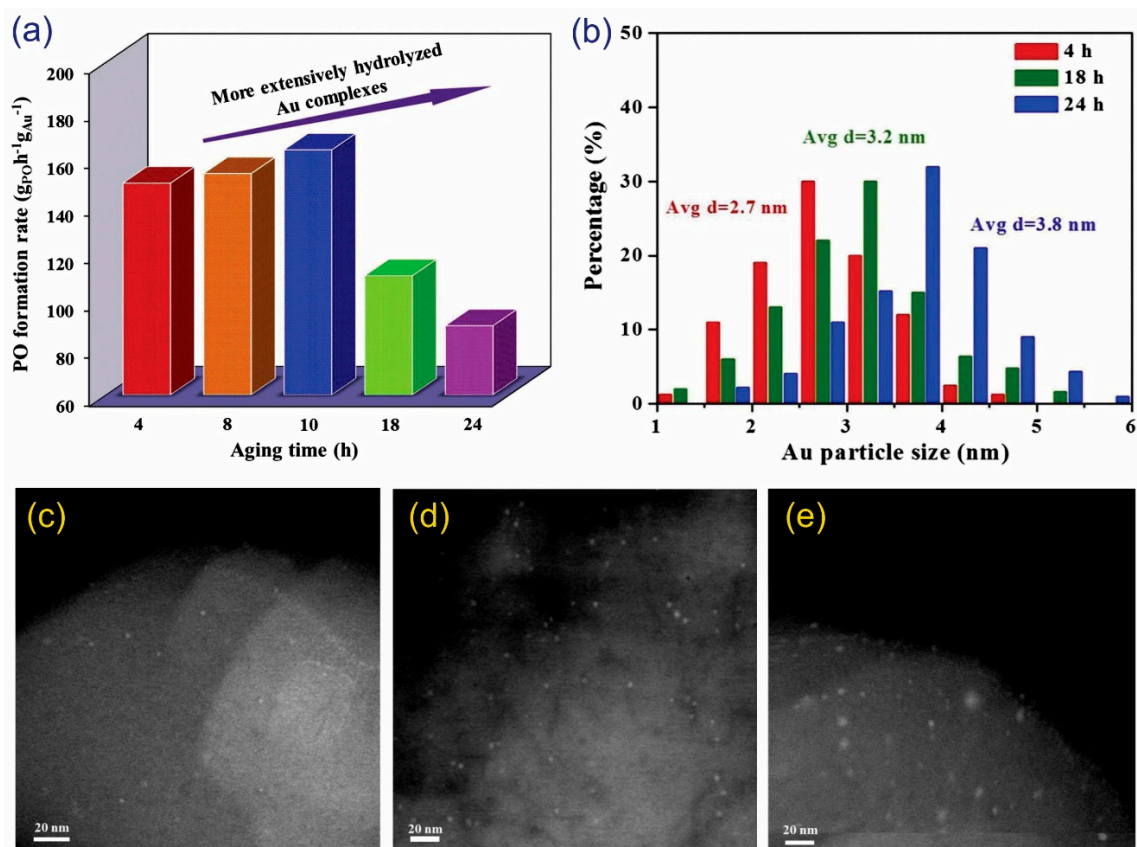 (a)
200
180
160
140
120
100
80
60
PO formation rate (gPOh-1gAu-1)
More extensively hydrolyzed
Au complexes
4 8 10 18 24
Aging time (h)
(b)
50
40
30
20
10
0
Percentage (%)
4 h
18 h
24 h
Avg d=3.2 nm
Avg d=2.7 nm
Avg d=3.8 nm
1 2 3 4 5 6
Au particle size (nm)
(c)
20 nm
(d)
20 nm
(e)
20 nm